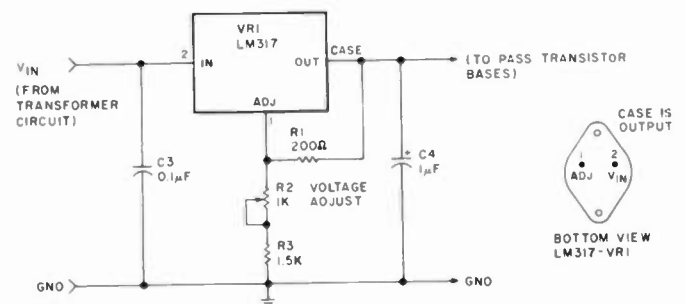 VR1
LM317
2
IN
OUT
CASE
ADJ
1
VIN
(FROM
TRANSFORMER
CIRCUIT)
(TO PASS TRANSISTOR
BASES)
R1
200Ω
C3
0.1µF
+
C4
1µF
R2 VOLTAGE
1K ADJUST
R3
1.5K
GND
GND
CASE IS
OUTPUT
1 2
ADJ VIN
BOTTOM VIEW
LM317-VR1